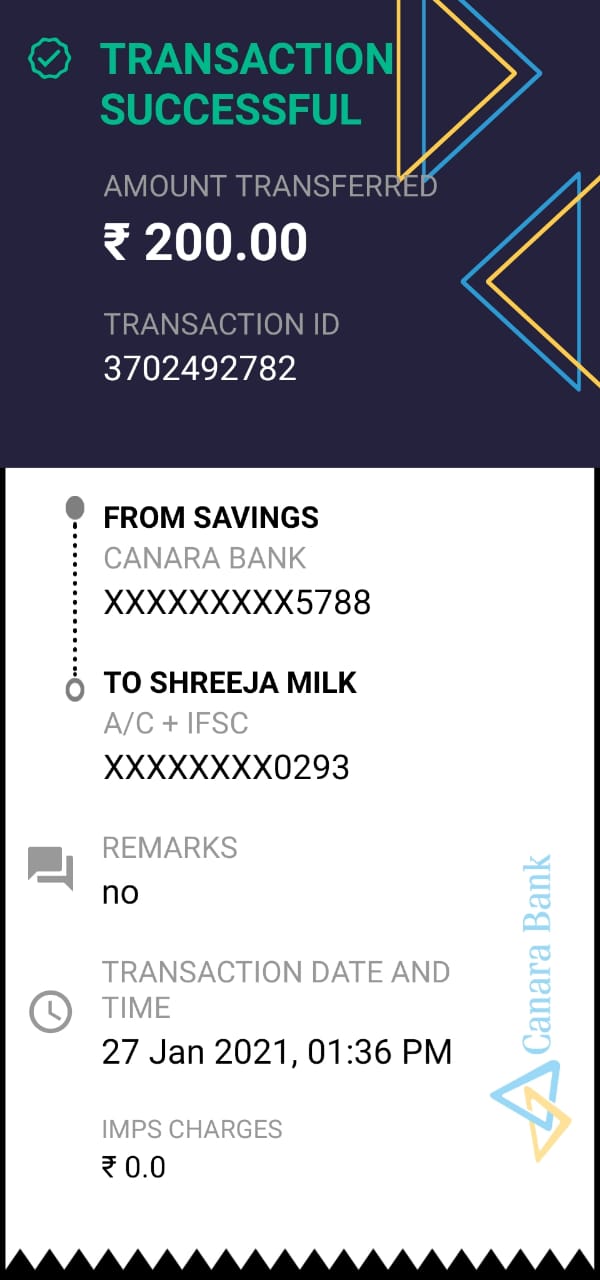 TRANSACTION
SUCCESSFUL
AMOUNT TRANSFERRED
₹ 200.00
TRANSACTION ID
3702492782
FROM SAVINGS
CANARA BANK
XXXXXXXXX5788
TO SHREEJA MILK
A/C + IFSC
XXXXXXXX0293
REMARKS
no
TRANSACTION DATE AND
TIME
27 Jan 2021, 01:36 PM
IMPS CHARGES
₹ 0.0
Canara Bank